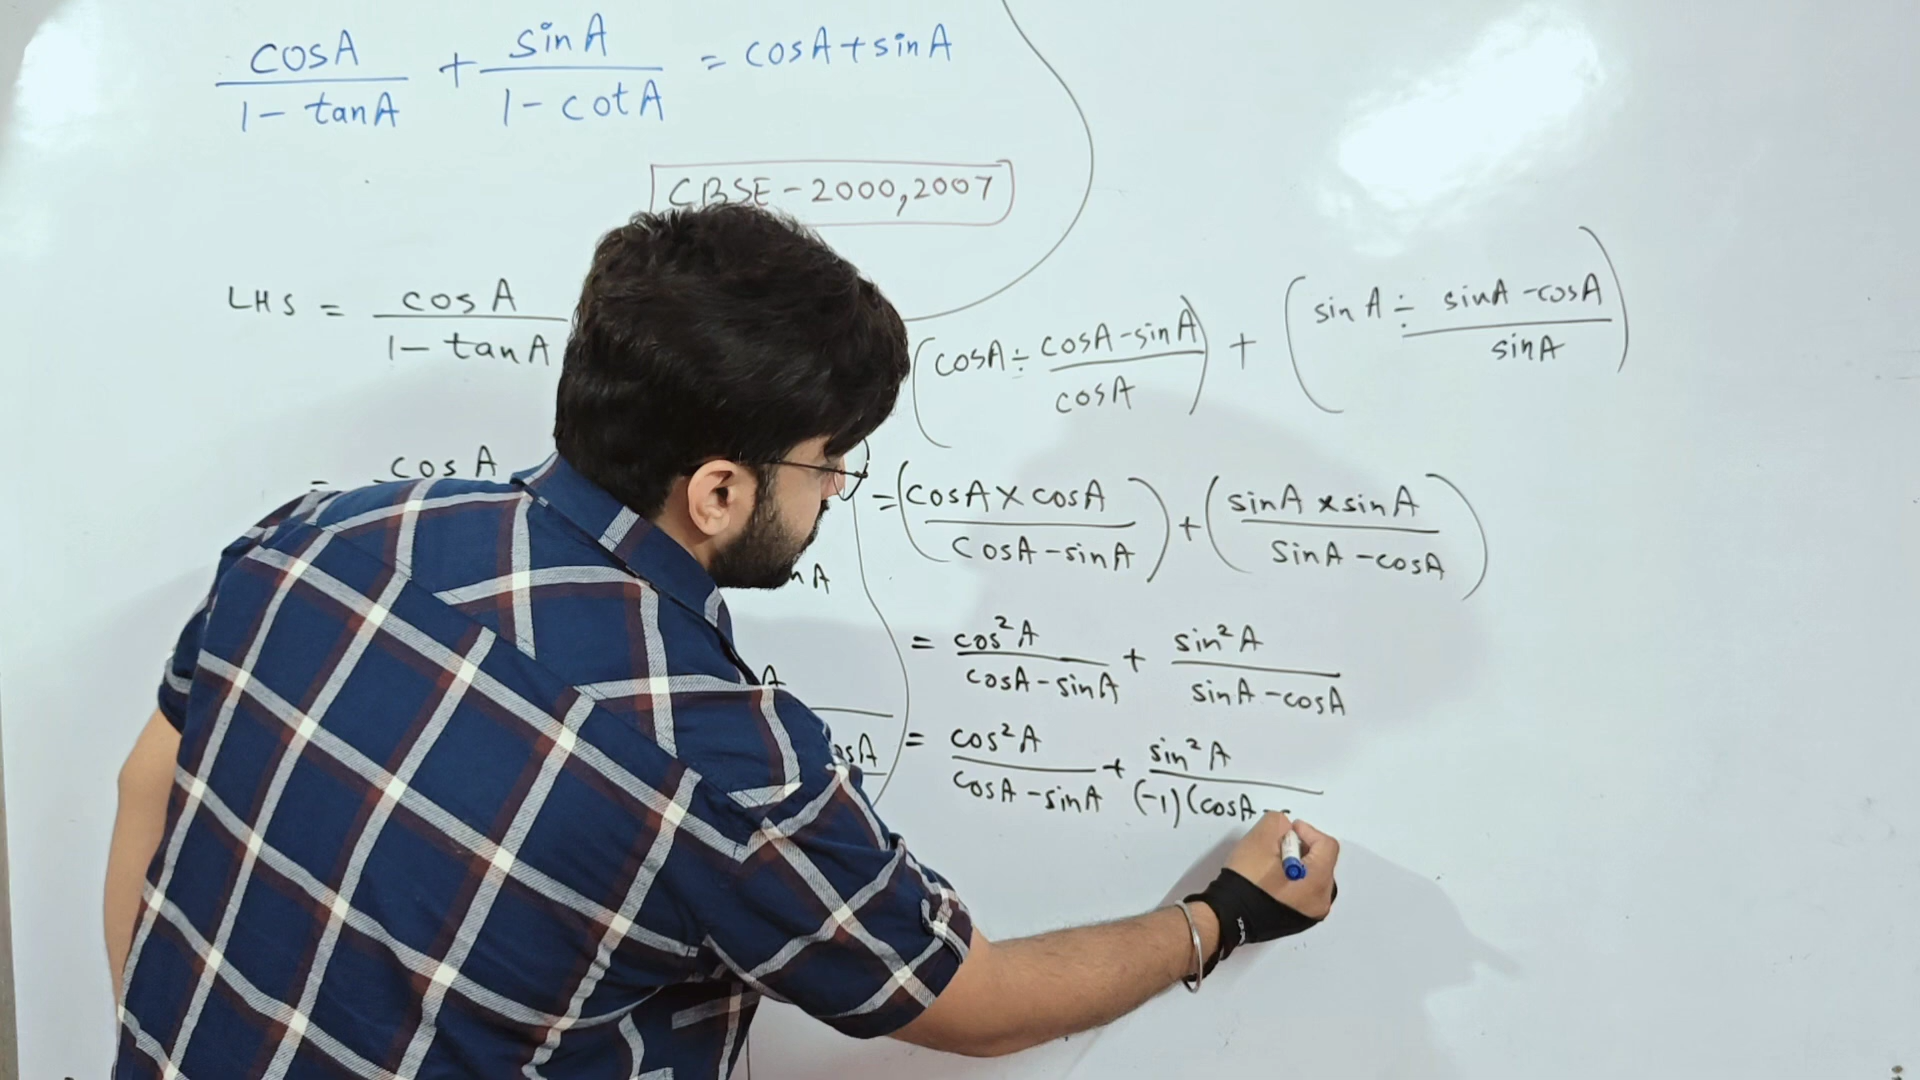 cosA/1-tanA + sinA/1-cotA = cosA+sinA
CBSE-2000,2007
LHS = cosA/1-tanA
= cosA
nA
A
osA
(cosA ÷ cosA-sinA/cosA) + (sinA ÷ sinA-cosA/sinA)
= (cosA×cosA/cosA-sinA) + (sinA×sinA/sinA-cosA)
= cos²A/cosA-sinA + sin²A/sinA-cosA
= cos²A/cosA-sinA + sin²A/(-1)(cosA-